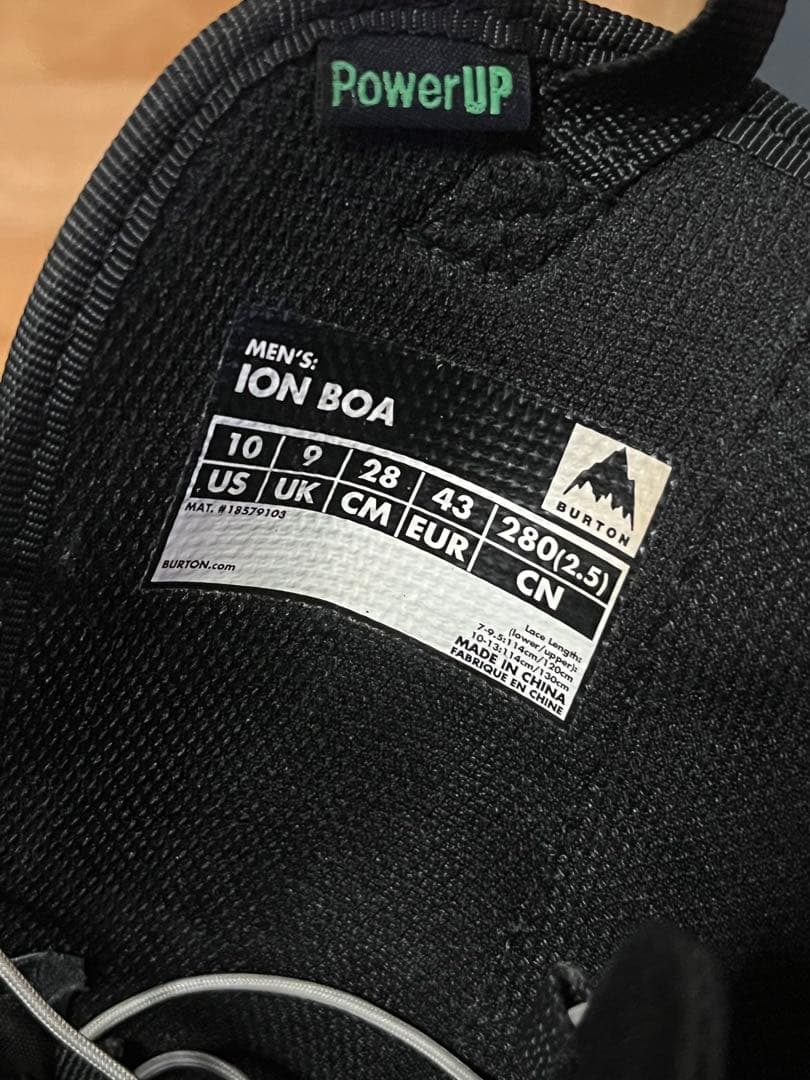 PowerUP
MEN'S:
ION BOA
10 9 28 43 280(2.5)
US UK CM EUR CN
BURTON
MAT. #18579103
BURTON.com
Lace Length:
(lower/upper):
7-9.5:114cm/120cm
10-13:114cm/130cm
MADE IN CHINA
FABRIQUE EN CHINE